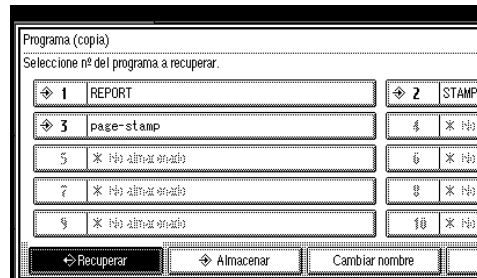 Programa (copia)
Seleccione nº del programa a recuperar.
1 REPORT 2 STAMP
3 page-stamp 4 * No
5 * No almacenado 6 * No
7 * No almacenado 8 * No
9 * No almacenado 10 * No
Recuperar Almacenar Cambiar nombre